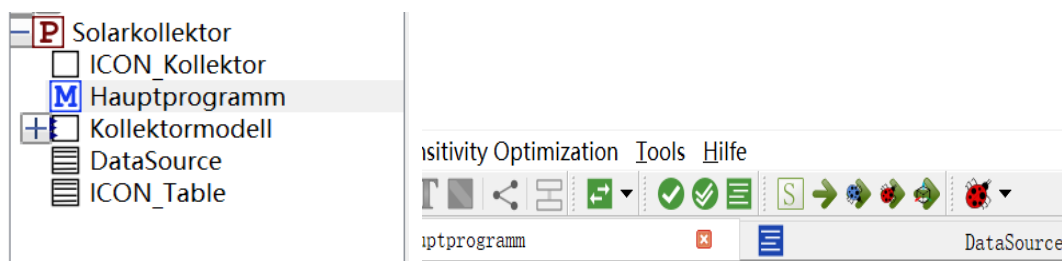 P Solarkollektor
ICON_Kollektor
M Hauptprogramm
Kollektormodell
DataSource
ICON_Table
nsitivity Optimization Tools Hilfe
T S
uptprogramm DataSource